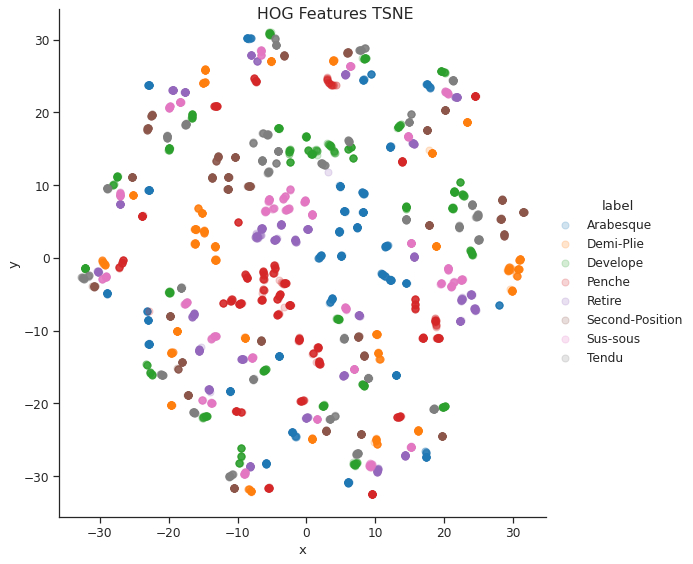 HOG Features TSNE
30
20
10
0
−10
−20
−30
y
−30
−20
−10
0
10
20
30
x
label
Arabesque
Demi-Plie
Develope
Penche
Retire
Second-Position
Sus-sous
Tendu